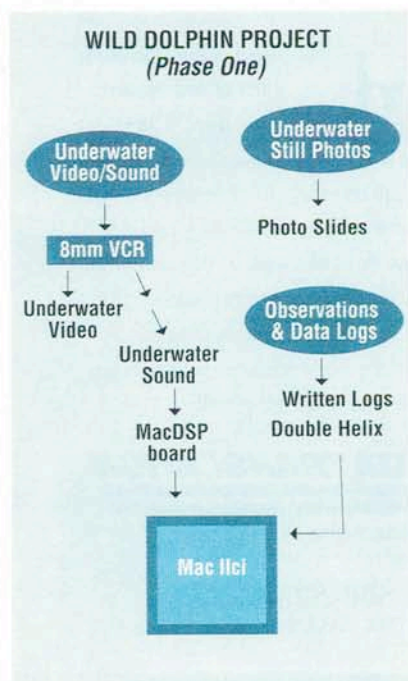 WILD DOLPHIN PROJECT
(Phase One)
Underwater
Video/Sound
8mm VCR
Underwater
Video
Underwater
Sound
MacDSP
board
Underwater
Still Photos
Photo Slides
Observations
& Data Logs
Written Logs
Double Helix
Mac IIci